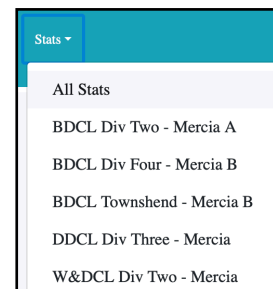 Stats
All Stats
BDCL Div Two - Mercia A
BDCL Div Four - Mercia B
BDCL Townshend - Mercia B
DDCL Div Three - Mercia
W&DCL Div Two - Mercia